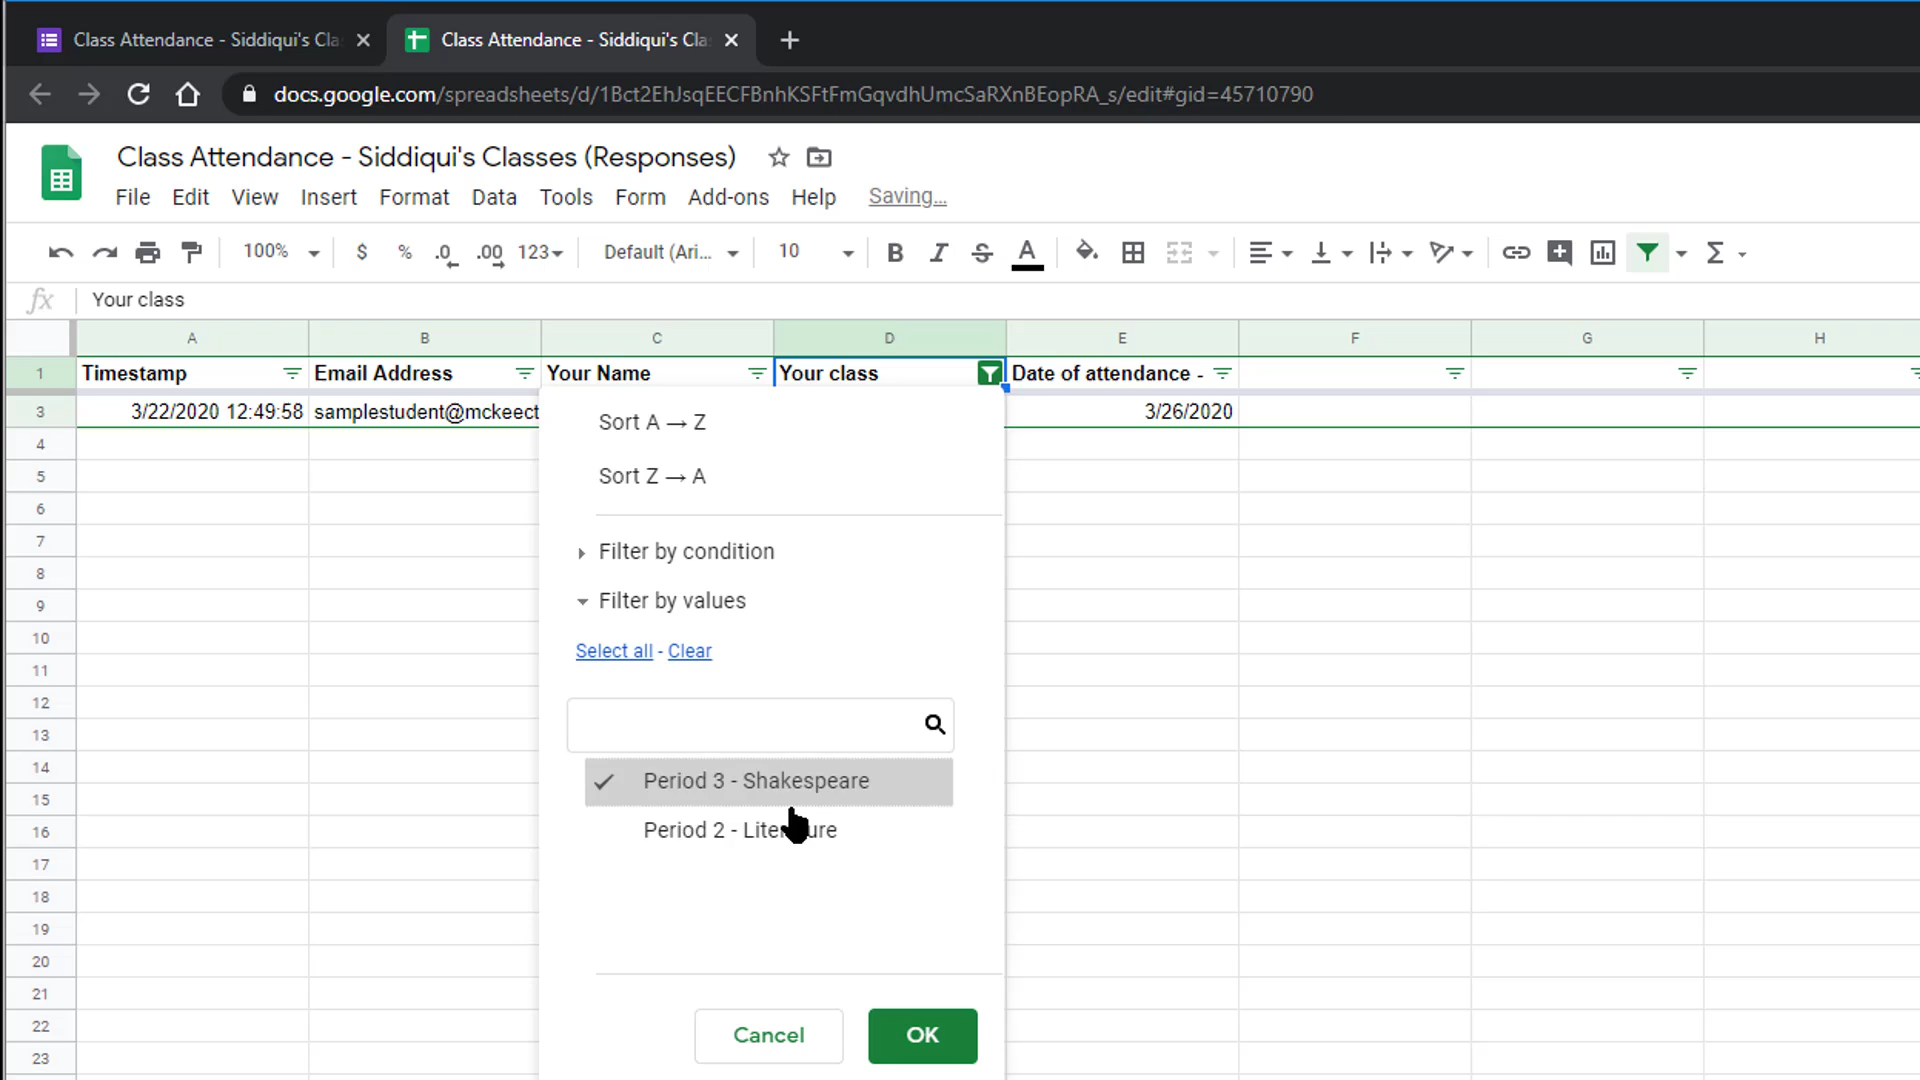 Class Attendance - Siddiqui's Cla
Class Attendance - Siddiqui's Cla
docs.google.com/spreadsheets/d/1Bct2EhJsqEECFBnhKSFtFmGqvdhUmcSaRXnBEopRA_s/edit#gid=45710790
Class Attendance - Siddiqui's Classes (Responses)
File Edit View Insert Format Data Tools Form Add-ons Help Saving...
100% $ % .0 .00 123 Default (Ari... 10 B I S A Σ
fx Your class
A B C D E F G H
1 Timestamp Email Address Your Name Your class Date of attendance -
3 3/22/2020 12:49:58 samplestudent@mckeect 3/26/2020
4
5
6
7
8
9
10
11
12
13
14
15
16
17
18
19
20
21
22
23
Sort A → Z
Sort Z → A
Filter by condition
Filter by values
Select all - Clear
Period 3 - Shakespeare
Period 2 - Literature
Cancel OK